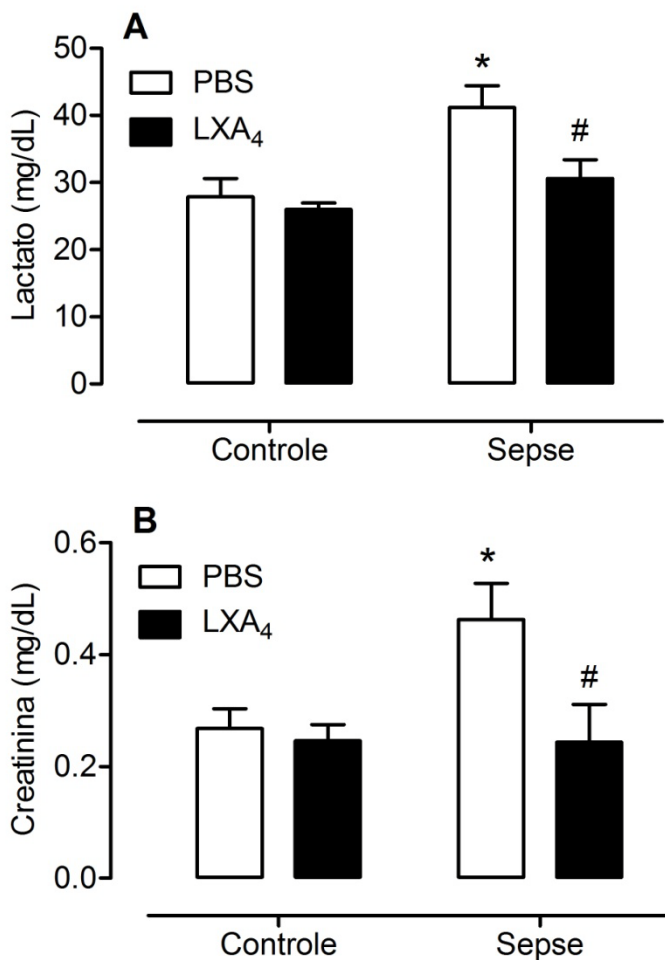 A
50
40
30
20
10
0
Lactato (mg/dL)
PBS
LXA₄
*
#
Controle
Sepse
B
0.6
0.4
0.2
0.0
Creatinina (mg/dL)
PBS
LXA₄
*
#
Controle
Sepse